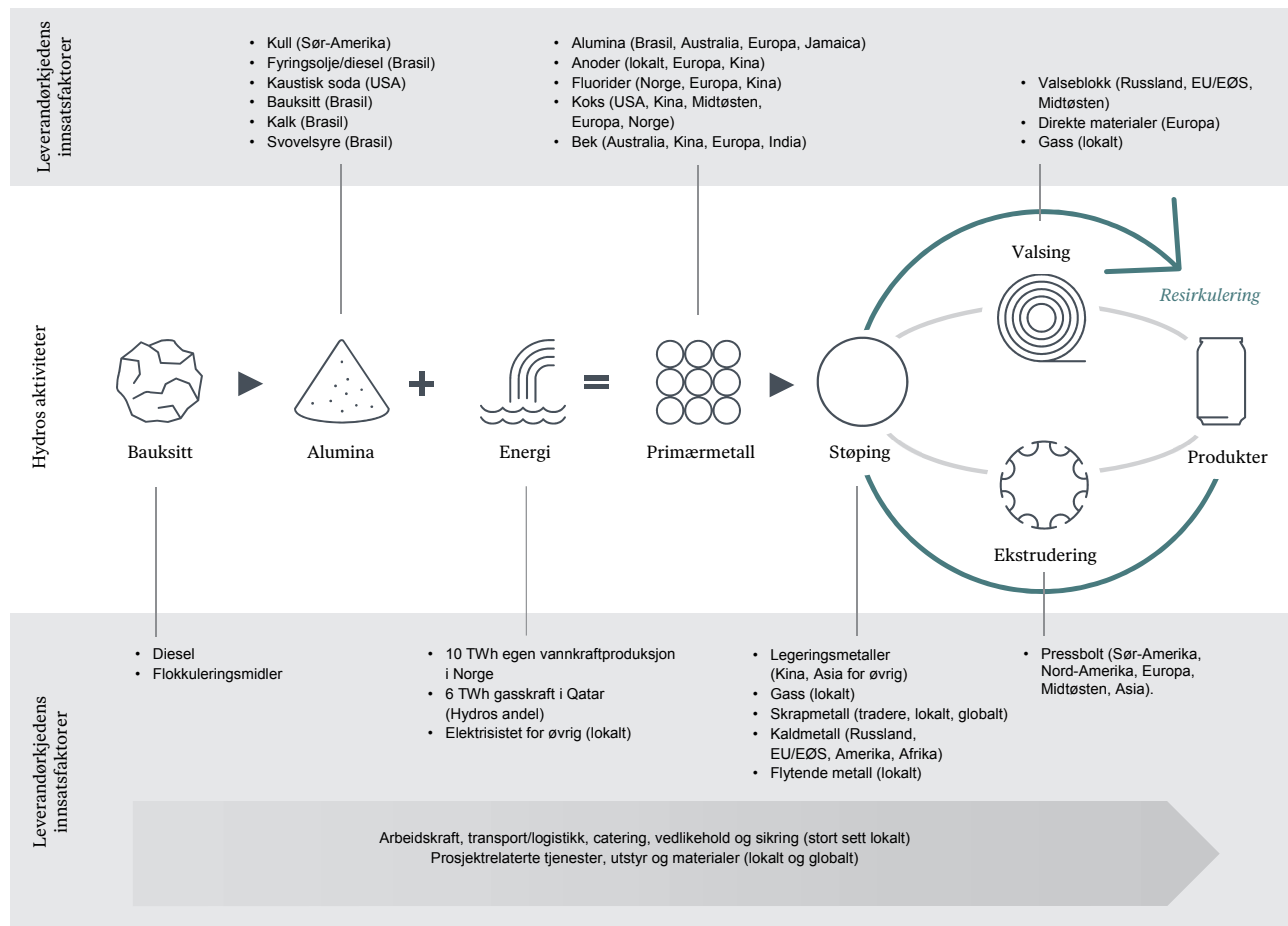 Leverandørkjedens
innsatsfaktorer
• Kull (Sør-Amerika)
• Fyringsolje/diesel (Brasil)
• Kaustisk soda (USA)
• Bauksitt (Brasil)
• Kalk (Brasil)
• Svovelsyre (Brasil)
• Alumina (Brasil, Australia, Europa, Jamaica)
• Anoder (lokalt, Europa, Kina)
• Fluorider (Norge, Europa, Kina)
• Koks (USA, Kina, Midtøsten,
Europa, Norge)
• Bek (Australia, Kina, Europa, India)
• Valseblokk (Russland, EU/EØS,
Midtøsten)
• Direkte materialer (Europa)
• Gass (lokalt)
Hydros aktiviteter
Bauksitt
Alumina
Energi
Primærmetall
Støping
Valsing
Resirkulering
Produkter
Ekstrudering
Leverandørkjedens
innsatsfaktorer
• Diesel
• Flokkuleringsmidler
• 10 TWh egen vannkraftproduksjon
i Norge
• 6 TWh gasskraft i Qatar
(Hydros andel)
• Elektrisistet for øvrig (lokalt)
• Legeringsmetaller
(Kina, Asia for øvrig)
• Gass (lokalt)
• Skrapmetall (tradere, lokalt, globalt)
• Kaldmetall (Russland,
EU/EØS, Amerika, Afrika)
• Flytende metall (lokalt)
• Pressbolt (Sør-Amerika,
Nord-Amerika, Europa,
Midtøsten, Asia).
Arbeidskraft, transport/logistikk, catering, vedlikehold og sikring (stort sett lokalt)
Prosjektrelaterte tjenester, utstyr og materialer (lokalt og globalt)